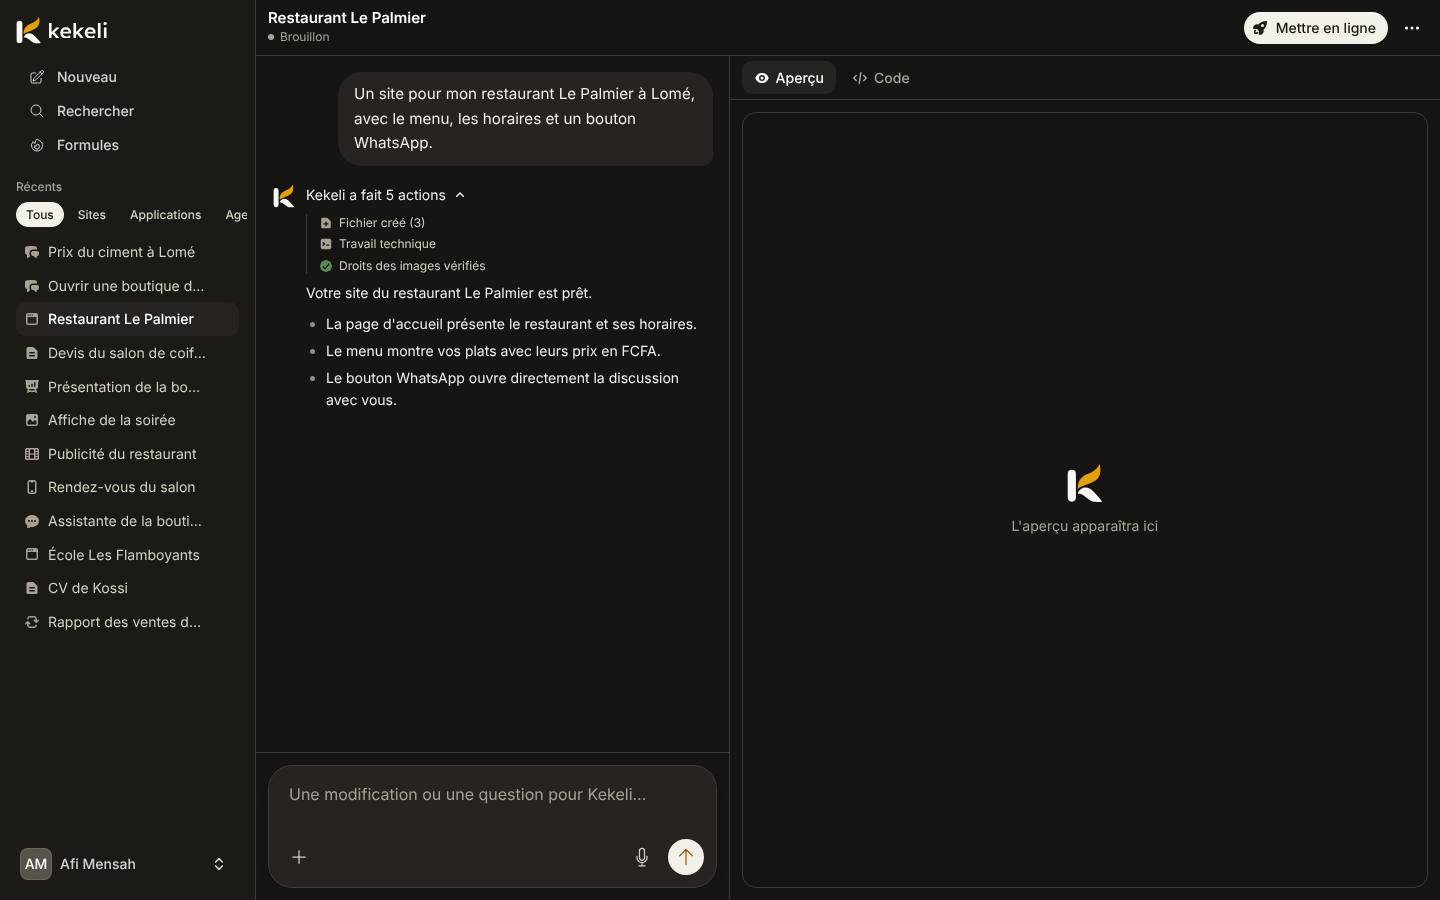 kekeli
Nouveau
Rechercher
Formules
Récents
Tous
Sites
Applications
Age
Prix du ciment à Lomé
Ouvrir une boutique d...
Restaurant Le Palmier
Devis du salon de coif...
Présentation de la bo...
Affiche de la soirée
Publicité du restaurant
Rendez-vous du salon
Assistante de la bouti...
École Les Flamboyants
CV de Kossi
Rapport des ventes d...
AM
Afi Mensah
Restaurant Le Palmier
Brouillon
Mettre en ligne
Un site pour mon restaurant Le Palmier à Lomé,
avec le menu, les horaires et un bouton
WhatsApp.
Kekeli a fait 5 actions
Fichier créé (3)
Travail technique
Droits des images vérifiés
Votre site du restaurant Le Palmier est prêt.
La page d'accueil présente le restaurant et ses horaires.
Le menu montre vos plats avec leurs prix en FCFA.
Le bouton WhatsApp ouvre directement la discussion
avec vous.
Une modification ou une question pour Kekeli...
Aperçu
Code
L'aperçu apparaîtra ici